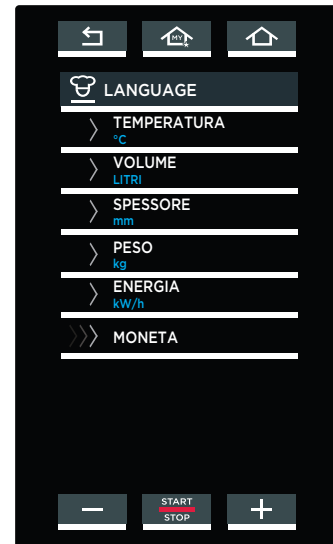 MY
LANGUAGE
TEMPERATURA
°C
VOLUME
LITRI
SPESSORE
mm
PESO
kg
ENERGIA
kW/h
MONETA
START
STOP